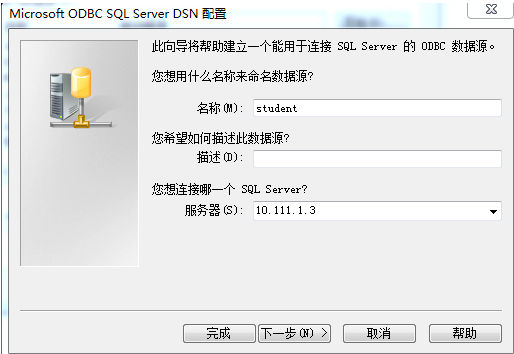 Microsoft ODBC SQL Server DSN 配置
此向导将帮助建立一个能用于连接 SQL Server 的 ODBC 数据源。
您想用什么名称来命名数据源?
名称(M): student
您希望如何描述此数据源?
描述(D):
您想连接哪一个 SQL Server?
服务器(S): 10.111.1.3
完成 下一步(N) > 取消 帮助